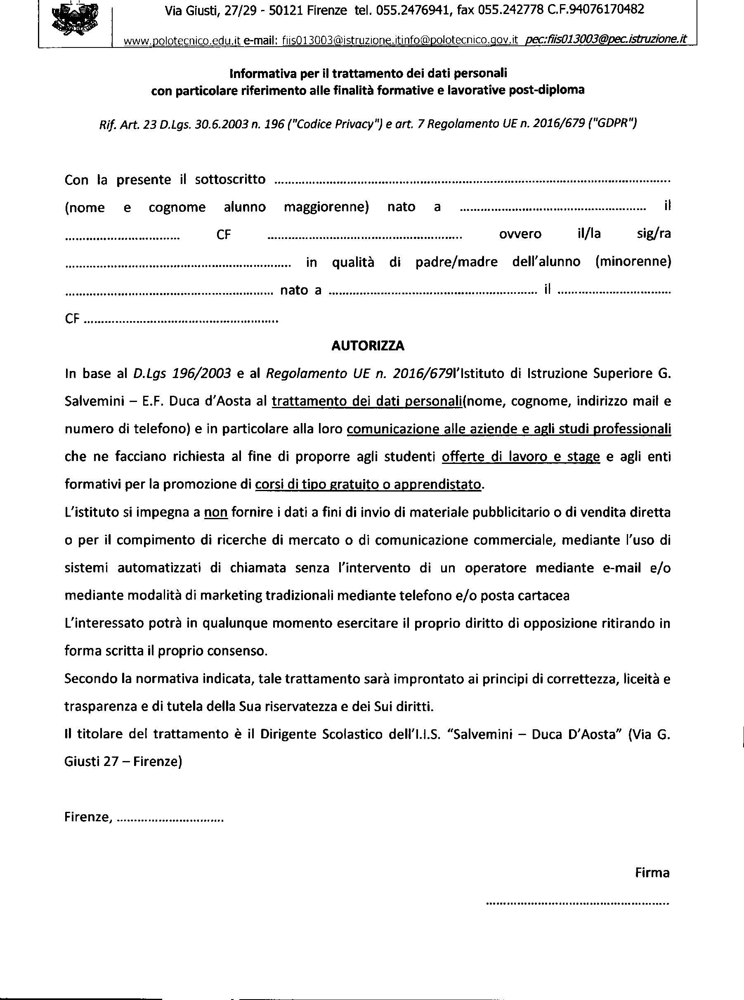 Via Giusti, 27/29 - 50121 Firenze tel. 055.2476941, fax 055.242778 C.F.94076170482
www.polotecnico.edu.it e-mail: fiis013003@istruzione.itinfo@polotecnico.gov.it pec:fiis013003@pec.istruzione.it
Informativa per il trattamento dei dati personali
con particolare riferimento alle finalità formative e lavorative post-diploma
Rif. Art. 23 D.Lgs. 30.6.2003 n. 196 ("Codice Privacy") e art. 7 Regolamento UE n. 2016/679 ("GDPR")
Con la presente il sottoscritto ........................................................................................................
(nome e cognome alunno maggiorenne) nato a ..................................................... il
................................ CF ....................................................... ovvero il/la sig/ra
................................................................ in qualità di padre/madre dell'alunno (minorenne)
........................................................... nato a ........................................................... il ................................
CF .......................................................
AUTORIZZA
In base al D.Lgs 196/2003 e al Regolamento UE n. 2016/679l'Istituto di Istruzione Superiore G.
Salvemini – E.F. Duca d'Aosta al trattamento dei dati personali(nome, cognome, indirizzo mail e
numero di telefono) e in particolare alla loro comunicazione alle aziende e agli studi professionali
che ne facciano richiesta al fine di proporre agli studenti offerte di lavoro e stage e agli enti
formativi per la promozione di corsi di tipo gratuito o apprendistato.
L'istituto si impegna a non fornire i dati a fini di invio di materiale pubblicitario o di vendita diretta
o per il compimento di ricerche di mercato o di comunicazione commerciale, mediante l'uso di
sistemi automatizzati di chiamata senza l'intervento di un operatore mediante e-mail e/o
mediante modalità di marketing tradizionali mediante telefono e/o posta cartacea
L'interessato potrà in qualunque momento esercitare il proprio diritto di opposizione ritirando in
forma scritta il proprio consenso.
Secondo la normativa indicata, tale trattamento sarà improntato ai principi di correttezza, liceità e
trasparenza e di tutela della Sua riservatezza e dei Sui diritti.
Il titolare del trattamento è il Dirigente Scolastico dell'I.I.S. "Salvemini – Duca D'Aosta" (Via G.
Giusti 27 – Firenze)
Firenze, ..............................
Firma
....................................................